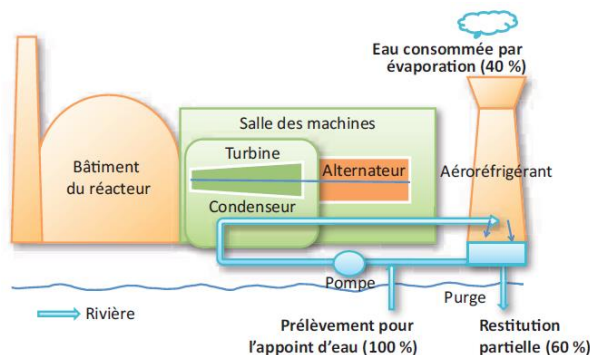 Eau consommée par
évaporation (40 %)
Salle des machines
Turbine
Bâtiment
du réacteur
Alternateur
Aéroréfrigérant
Condenseur
Pompe
Purge
Rivière
Prélèvement pour
l'appoint d'eau (100 %)
Restitution
partielle (60 %)